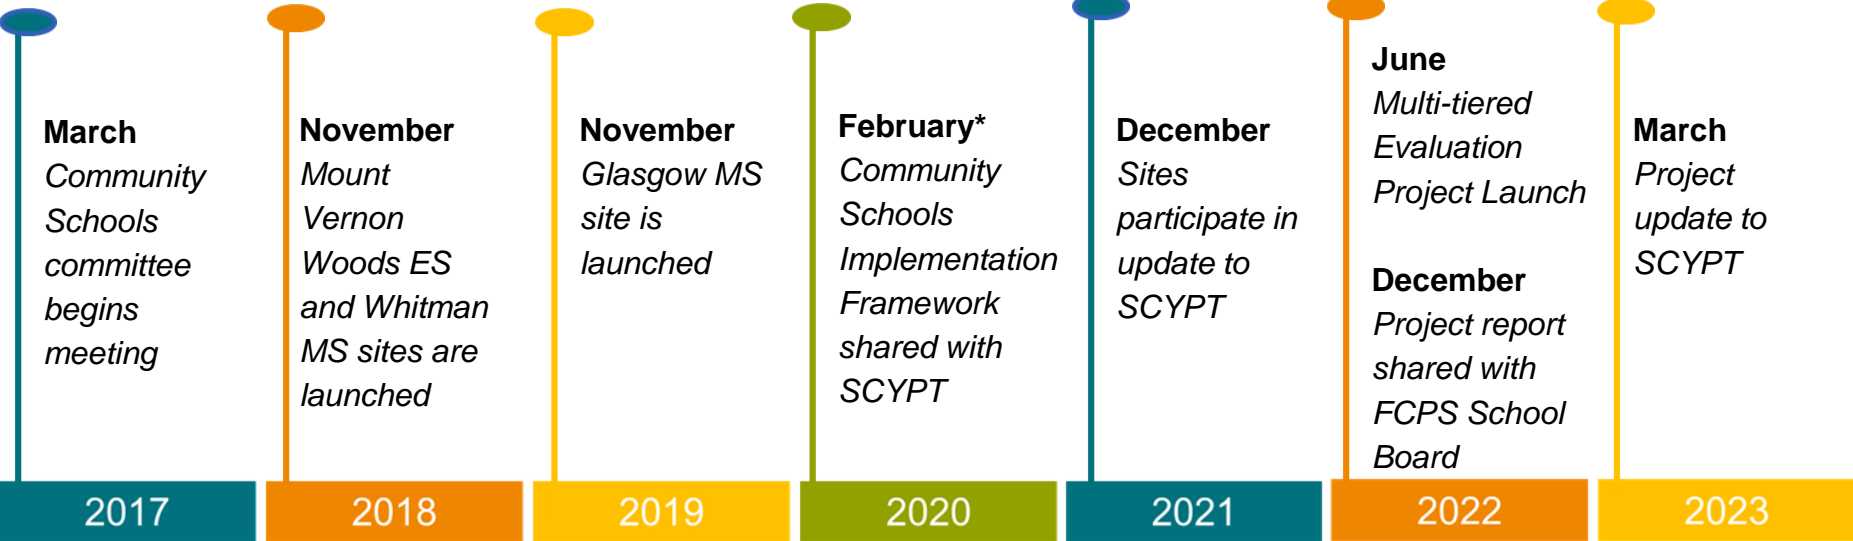 March
Community
Schools
committee
begins
meeting
2017
November
Mount
Vernon
Woods ES
and Whitman
MS sites are
launched
2018
November
Glasgow MS
site is
launched
2019
February*
Community
Schools
Implementation
Framework
shared with
SCYPT
2020
December
Sites
participate in
update to
SCYPT
2021
June
Multi-tiered
Evaluation
Project Launch
December
Project report
shared with
FCPS School
Board
2022
March
Project
update to
SCYPT
2023